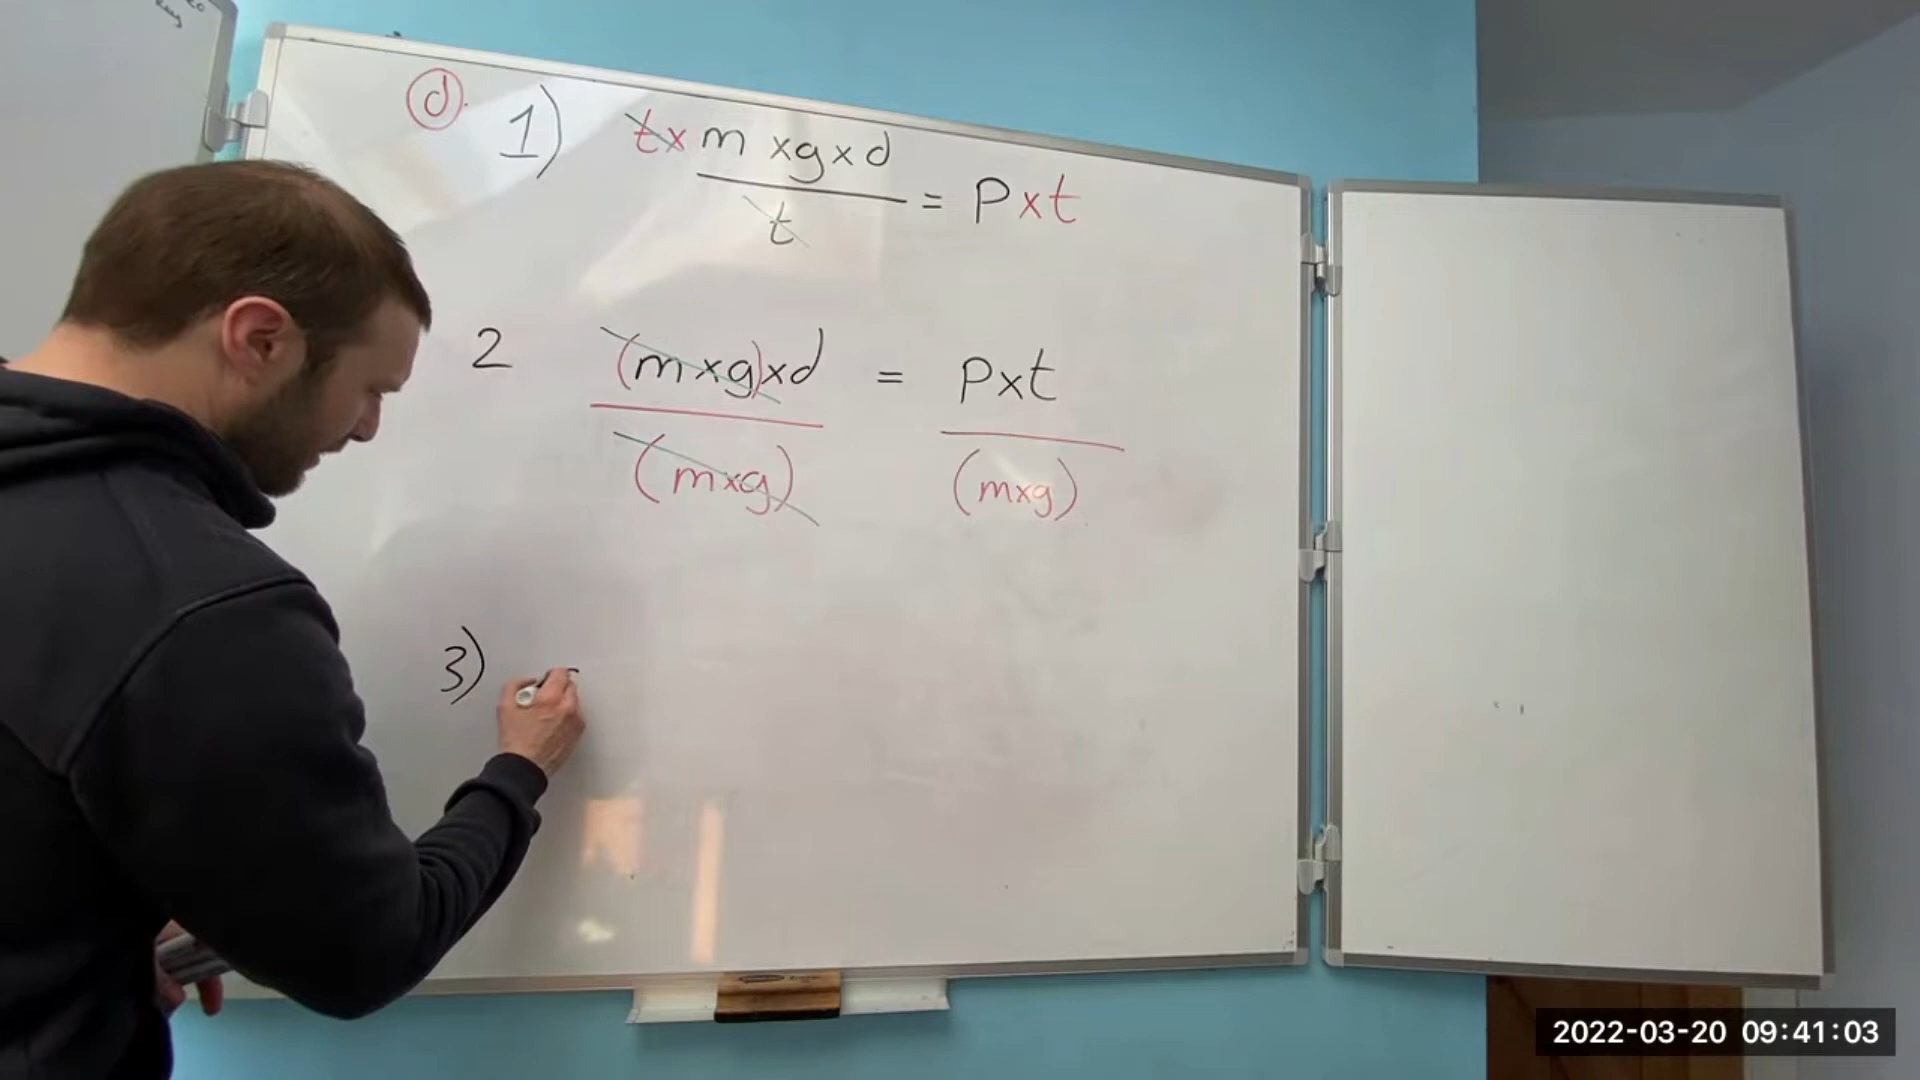 d 1) t x m x g x d
t = P x t
2 (m x g) x d = P x t
(m x g) (m x g)
3)
2022-03-20 09:41:03